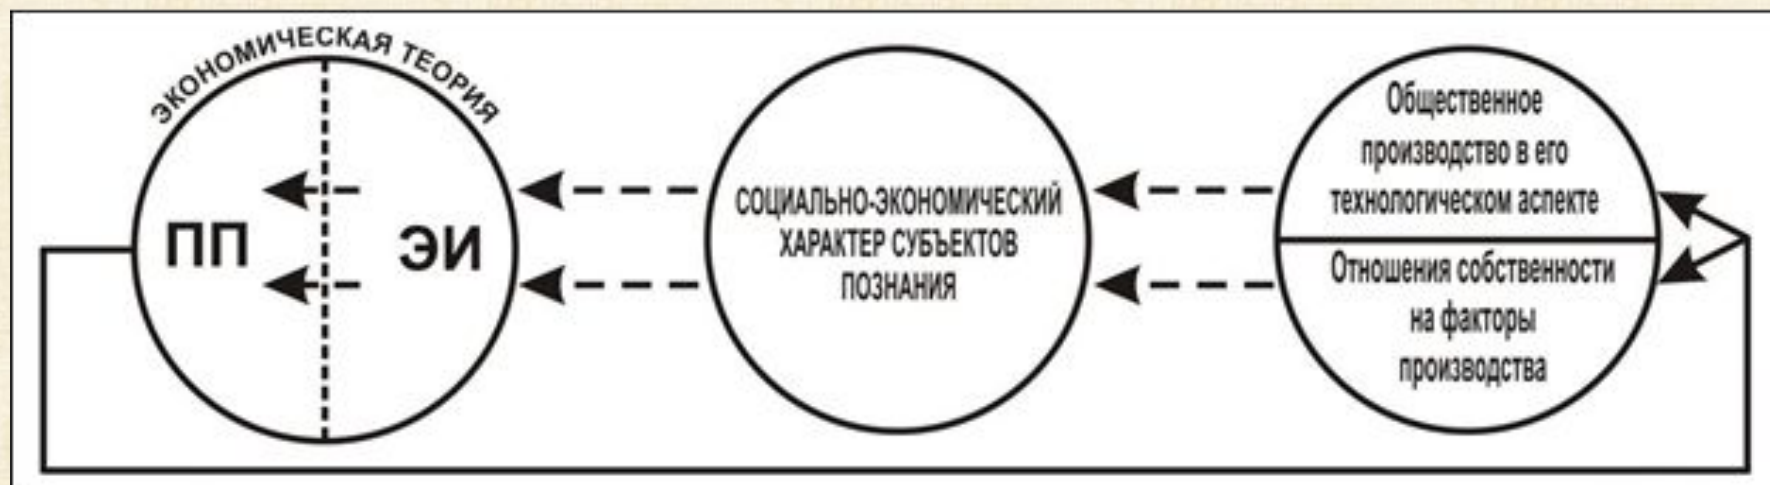 ЭКОНОМИЧЕСКАЯ ТЕОРИЯ
ПП
ЭИ
СОЦИАЛЬНО-ЭКОНОМИЧЕСКИЙ
ХАРАКТЕР СУБЪЕКТОВ
ПОЗНАНИЯ
Общественное
производство в его
технологическом аспекте
Отношения собственности
на факторы
производства